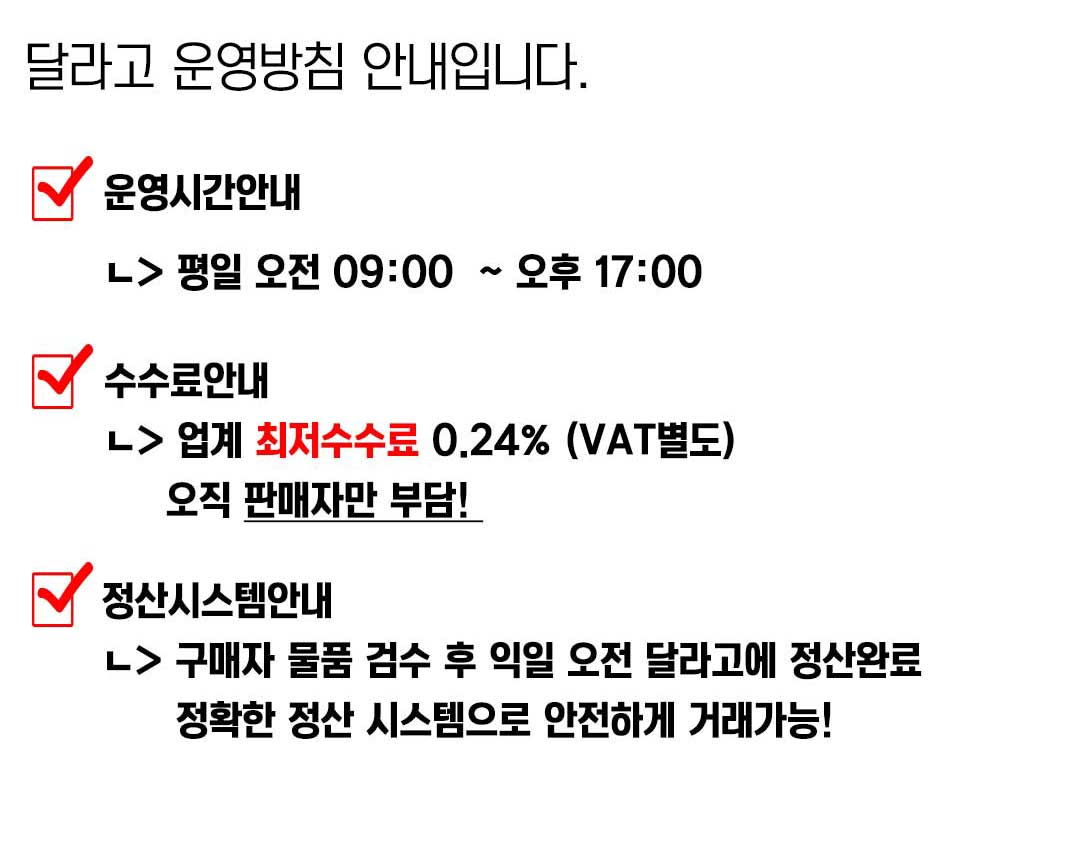 달라고 운영방침 안내입니다.
운영시간안내
ㄴ> 평일 오전 09:00 ~ 오후 17:00
수수료안내
ㄴ> 업계 최저수수료 0.24% (VAT별도)
오직 판매자만 부담!
정산시스템안내
ㄴ> 구매자 물품 검수 후 익일 오전 달라고에 정산완료
정확한 정산 시스템으로 안전하게 거래가능!